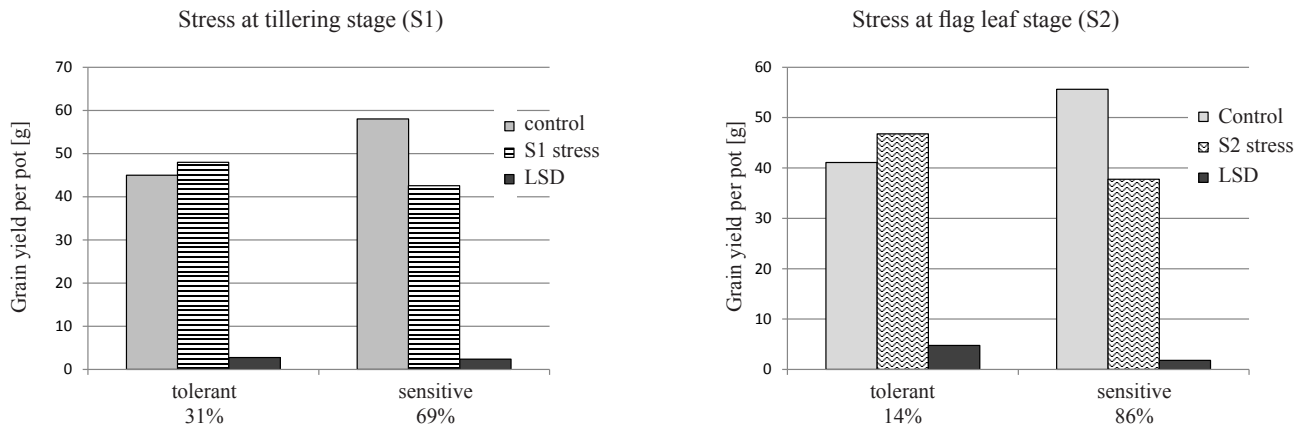 Stress at tillering stage (S1)
Grain yield per pot [g]
70
60
50
40
30
20
10
0
control
S1 stress
LSD
tolerant
31%
sensitive
69%
Stress at flag leaf stage (S2)
Grain yield per pot [g]
60
50
40
30
20
10
0
Control
S2 stress
LSD
tolerant
14%
sensitive
86%